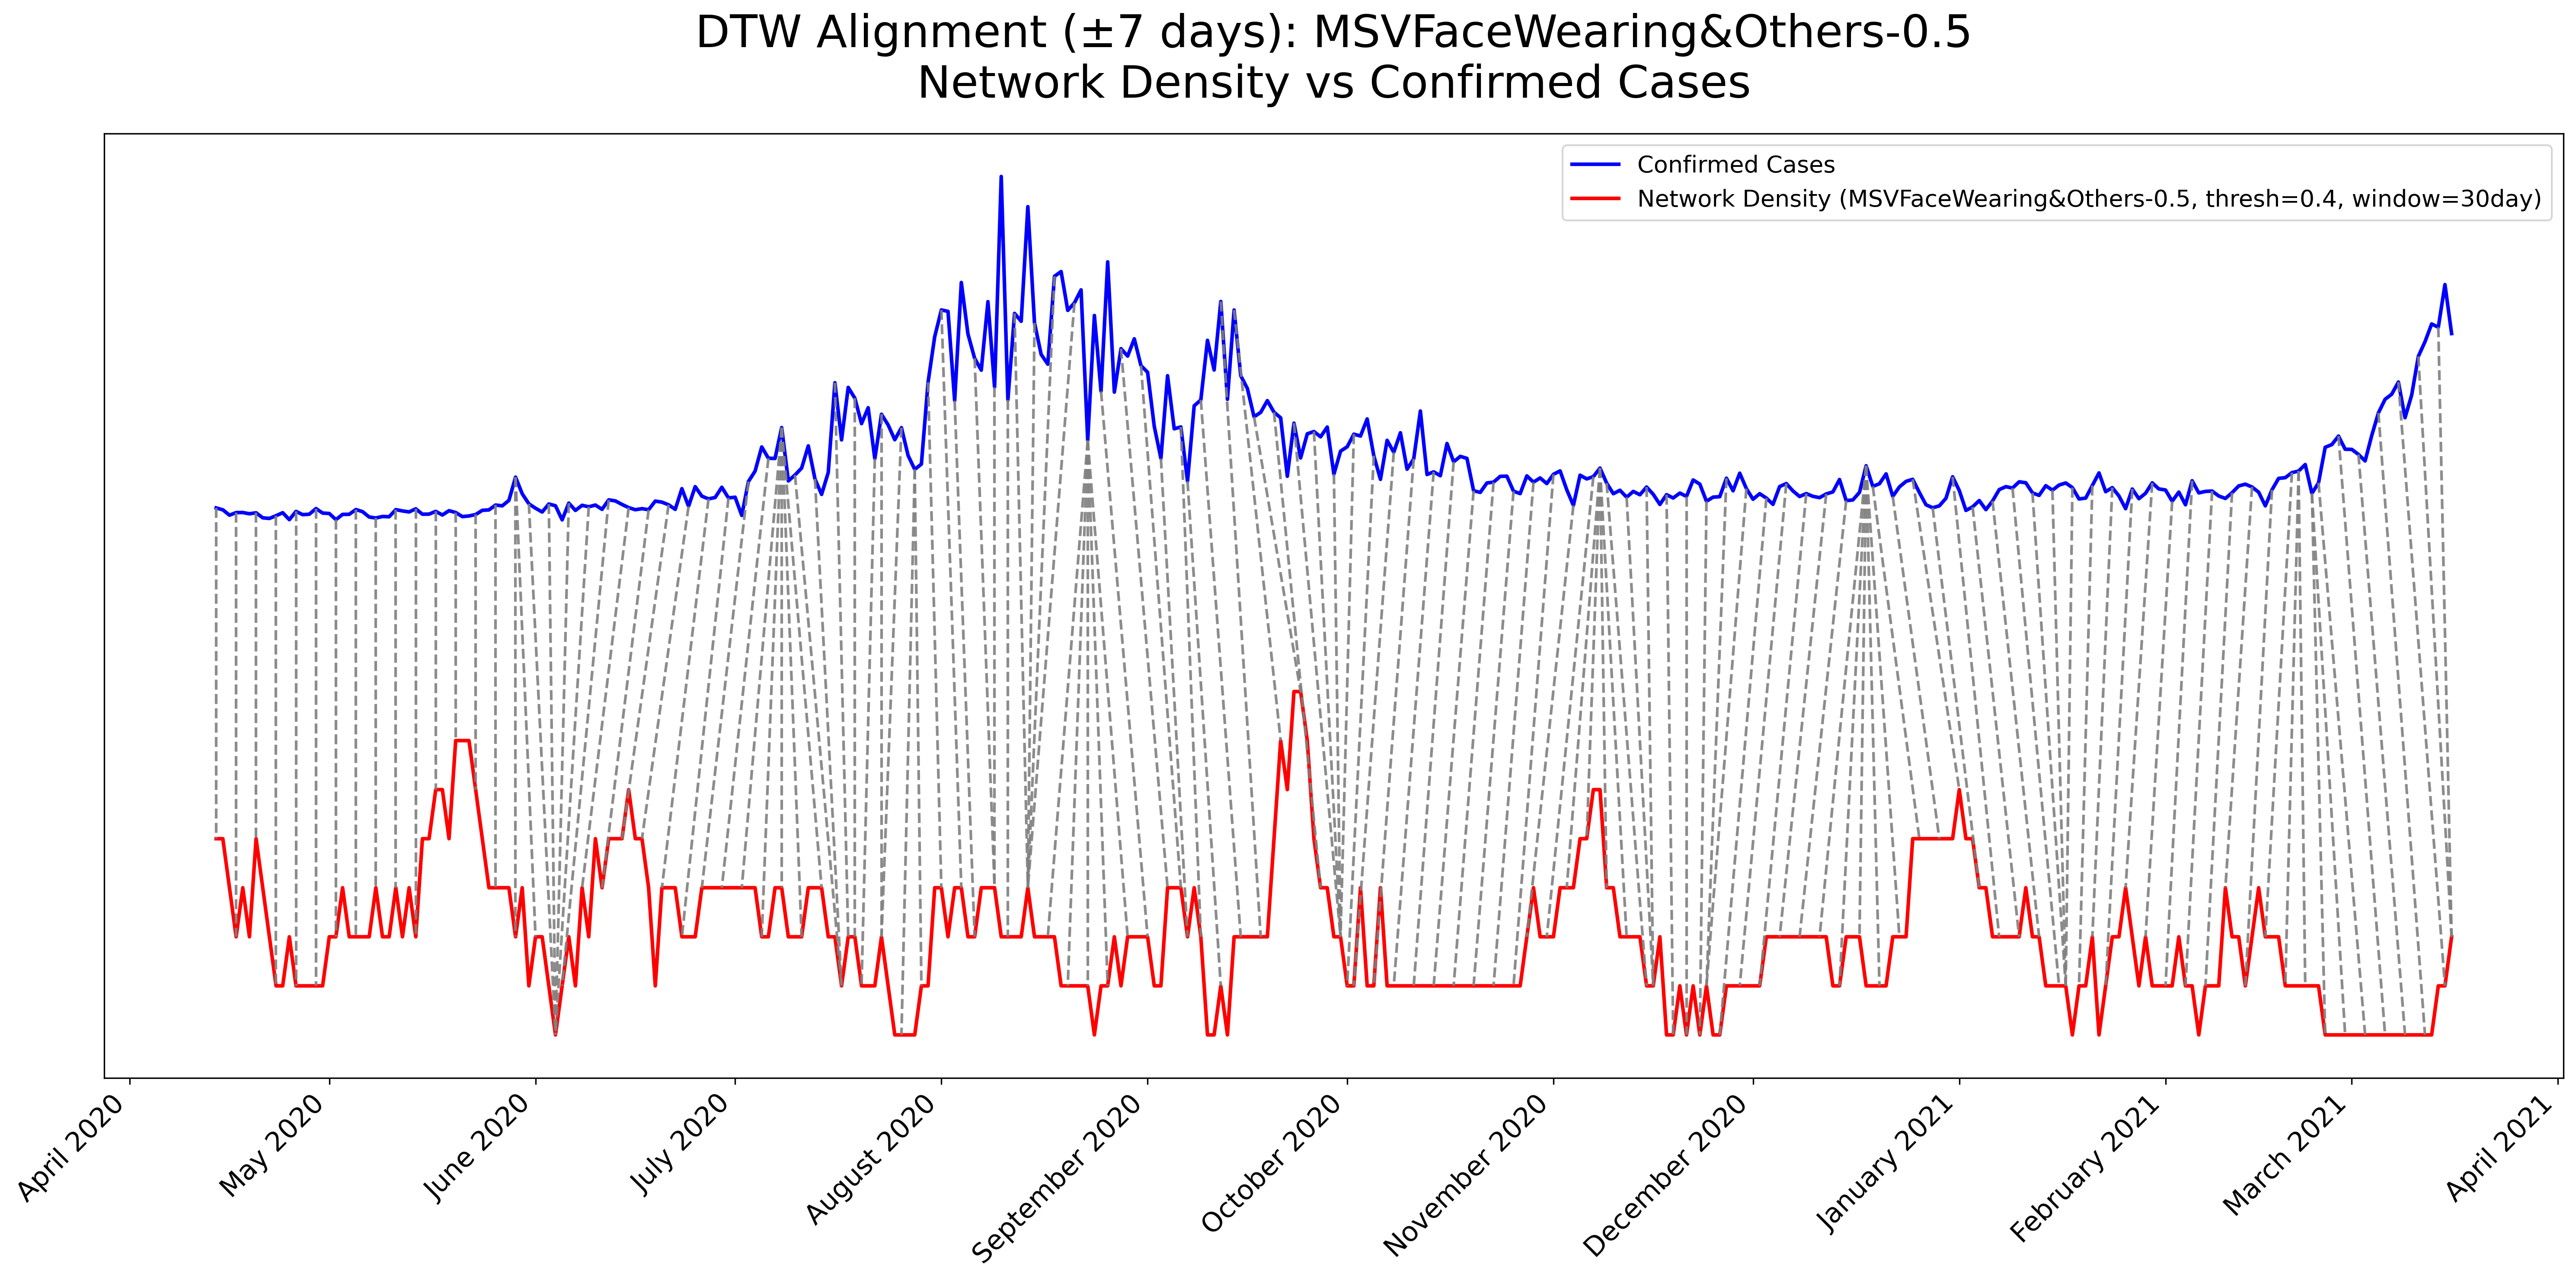 DTW Alignment (±7 days): MSVFaceWearing&Others-0.5
Network Density vs Confirmed Cases
Confirmed Cases
Network Density (MSVFaceWearing&Others-0.5, thresh=0.4, window=30day)
April 2020
May 2020
June 2020
July 2020
August 2020
September 2020
October 2020
November 2020
December 2020
January 2021
February 2021
March 2021
April 2021